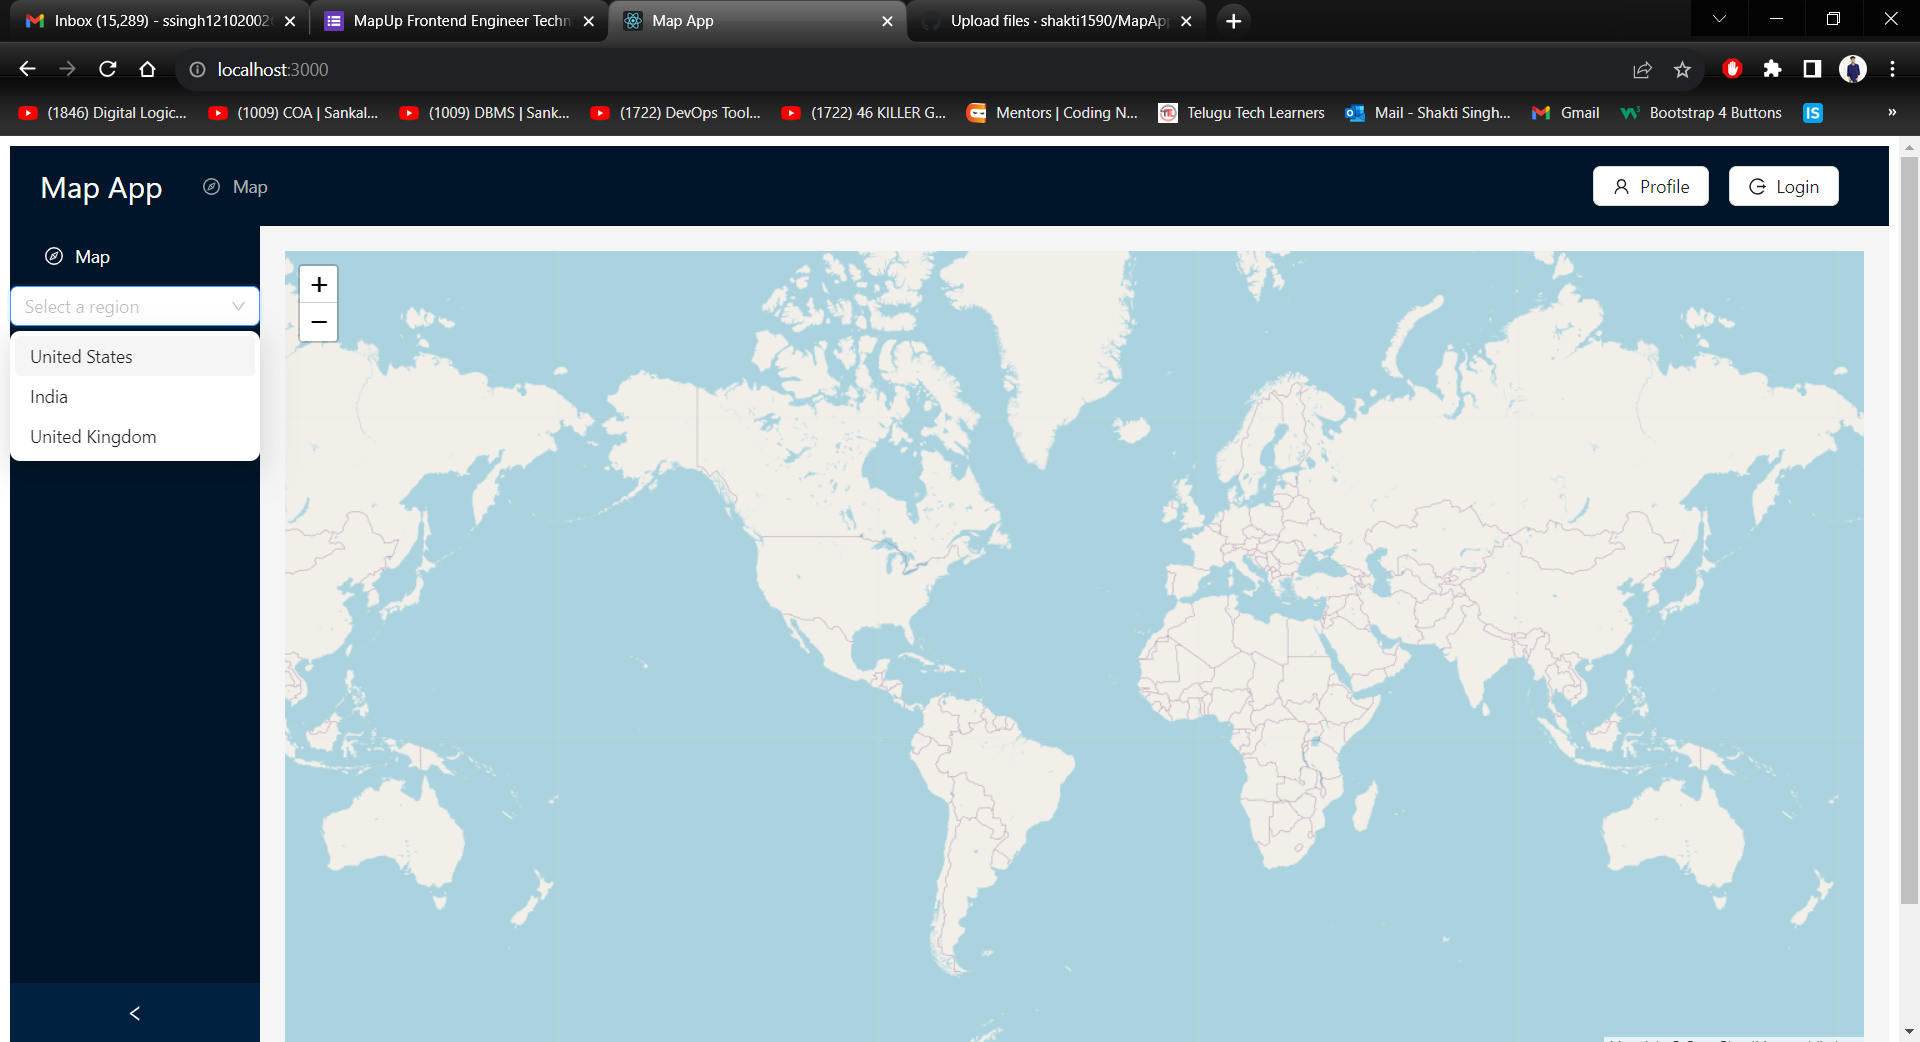 Inbox (15,289) - ssingh12102002
MapUp Frontend Engineer Techn
Map App
Upload files · shakti1590/MapApp
localhost:3000
(1846) Digital Logic...
(1009) COA | Sankal...
(1009) DBMS | Sank...
(1722) DevOps Tool...
(1722) 46 KILLER G...
Mentors | Coding N...
Telugu Tech Learners
Mail - Shakti Singh...
Gmail
Bootstrap 4 Buttons
IS
»
Map App
Map
Profile
Login
Map
Select a region
United States
India
United Kingdom
+
−